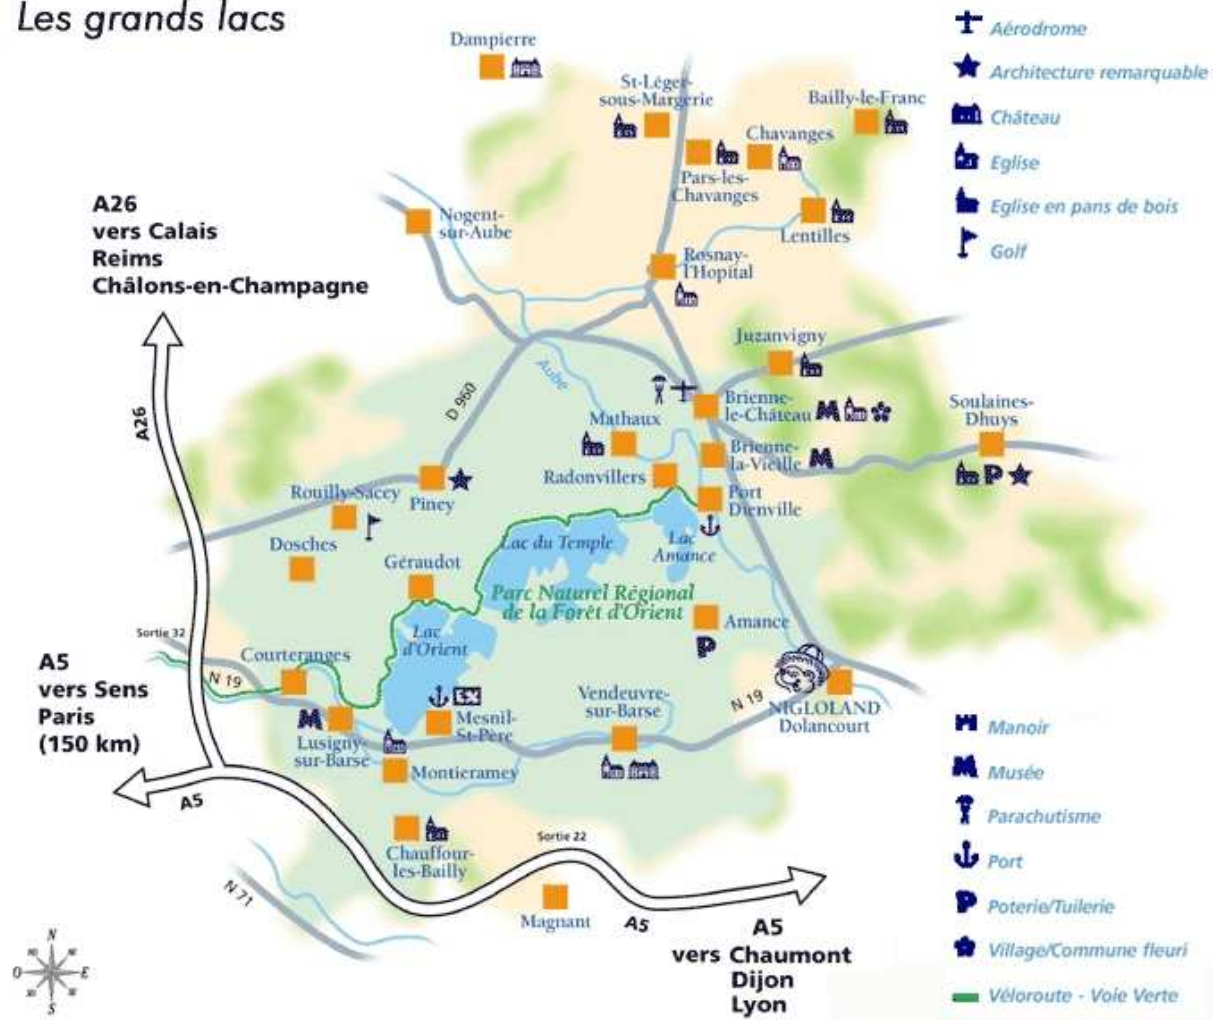 Les grands lacs
Aérodrome
Architecture remarquable
Château
Eglise
Eglise en pans de bois
Golf
Dampierre
St-Léger-
sous-Margerie
Bailly-le-Franc
Chavanges
Pars-les-
Chavanges
Lentilles
Nogent-
sur-Aube
Rosnay-
l'Hopital
A26
vers Calais
Reims
Châlons-en-Champagne
A26
D 960
Aube
Juzanvigny
Brienne-
le-Château
Soulaines-
Dhuys
Mathaux
Brienne-
la-Vieille
Radonvillers
Port
Dienville
Rouilly-Sacey
Piney
Dosches
Géraudot
Lac du Temple
Lac
Amance
Parc Naturel Régional
de la Forêt d'Orient
Amance
Lac
d'Orient
Sortie 32
Courteranges
N 19
A5
vers Sens
Paris
(150 km)
Vendeuvre-
sur-Barse
N 19
NIGLOLAND
Dolancourt
Lusigny-
sur-Barse
Mesnil-
St-Père
Montieramey
A5
Chauffour-
les-Bailly
Sortie 22
Magnant
A5
N 71
A5
vers Chaumont
Dijon
Lyon
Manoir
Musée
Parachutisme
Port
Poterie/Tuilerie
Village/Commune fleuri
Véloroute - Voie Verte
N
O
E
S